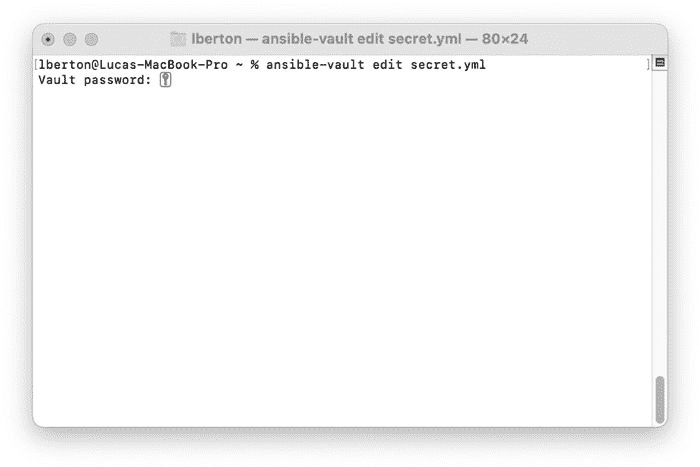 lberton — ansible-vault edit secret.yml — 80×24
[lberton@Lucas-MacBook-Pro ~ % ansible-vault edit secret.yml ]
Vault password: